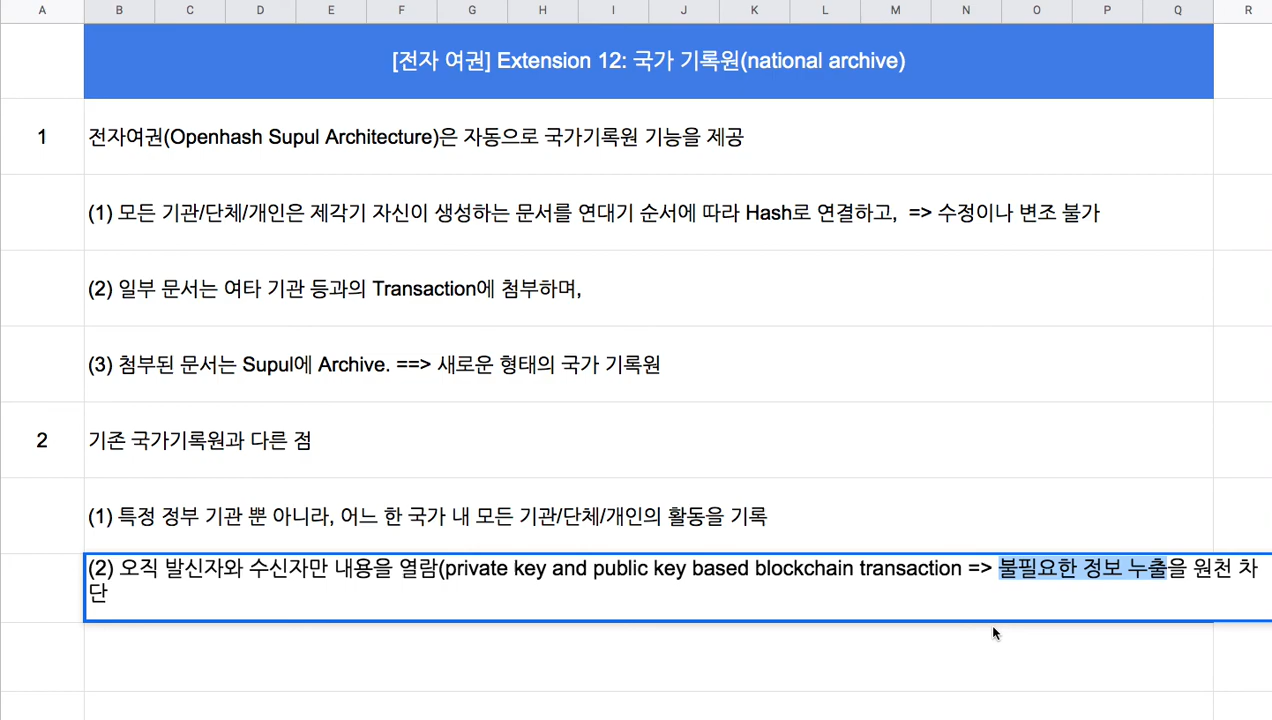 A B C D E F G H I J K L M N O P Q R
[전자 여권] Extension 12: 국가 기록원(national archive)
1 전자여권(Openhash Supul Architecture)은 자동으로 국가기록원 기능을 제공
(1) 모든 기관/단체/개인은 제각기 자신이 생성하는 문서를 연대기 순서에 따라 Hash로 연결하고, => 수정이나 변조 불가
(2) 일부 문서는 여타 기관 등과의 Transaction에 첨부하며,
(3) 첨부된 문서는 Supul에 Archive. ==> 새로운 형태의 국가 기록원
2 기존 국가기록원과 다른 점
(1) 특정 정부 기관 뿐 아니라, 어느 한 국가 내 모든 기관/단체/개인의 활동을 기록
(2) 오직 발신자와 수신자만 내용을 열람(private key and public key based blockchain transaction => 불필요한 정보 누출을 원천 차
단